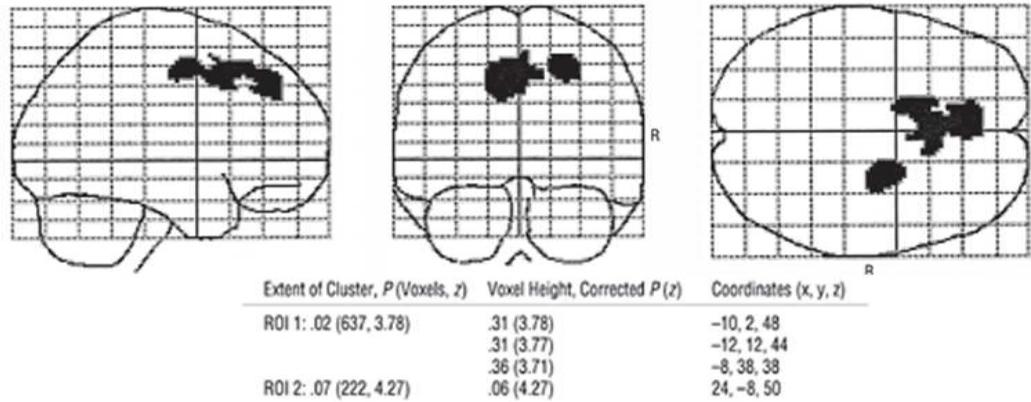 R
R
Extent of Cluster, P (Voxels, z) Voxel Height, Corrected P (z) Coordinates (x, y, z)
ROI 1: .02 (637, 3.78) .31 (3.78) –10, 2, 48
.31 (3.77) –12, 12, 44
.36 (3.71) –8, 38, 38
ROI 2: .07 (222, 4.27) .06 (4.27) 24, –8, 50